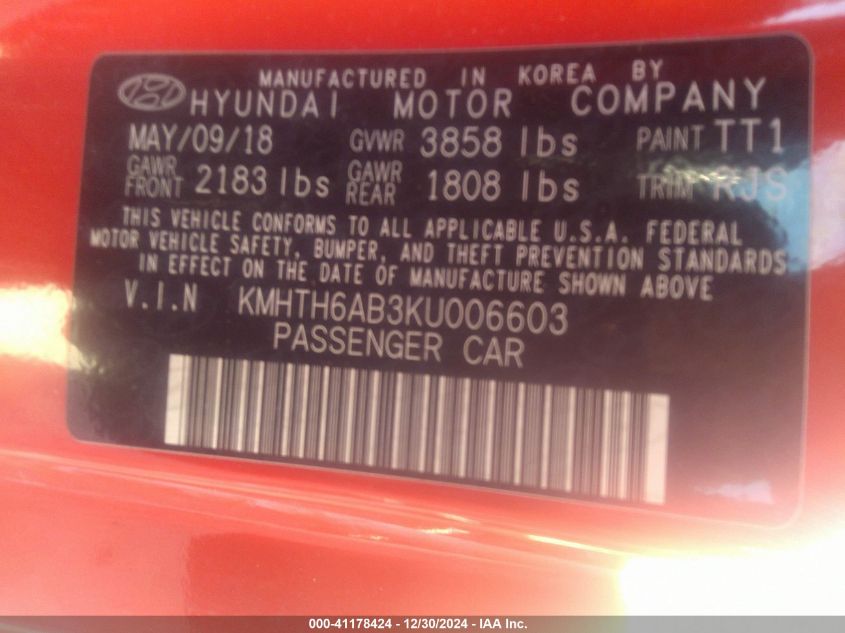 MANUFACTURED IN KOREA BY
HYUNDAI MOTOR COMPANY
MAY/09/18 GVWR 3858 lbs PAINT TT1
GAWR FRONT 2183 lbs GAWR REAR 1808 lbs TRIM RJS
THIS VEHICLE CONFORMS TO ALL APPLICABLE U.S.A. FEDERAL
MOTOR VEHICLE SAFETY, BUMPER, AND THEFT PREVENTION STANDARDS
IN EFFECT ON THE DATE OF MANUFACTURE SHOWN ABOVE
V.I.N KMHTH6AB3KU006603
PASSENGER CAR
000-41178424 - 12/30/2024 - IAA Inc.